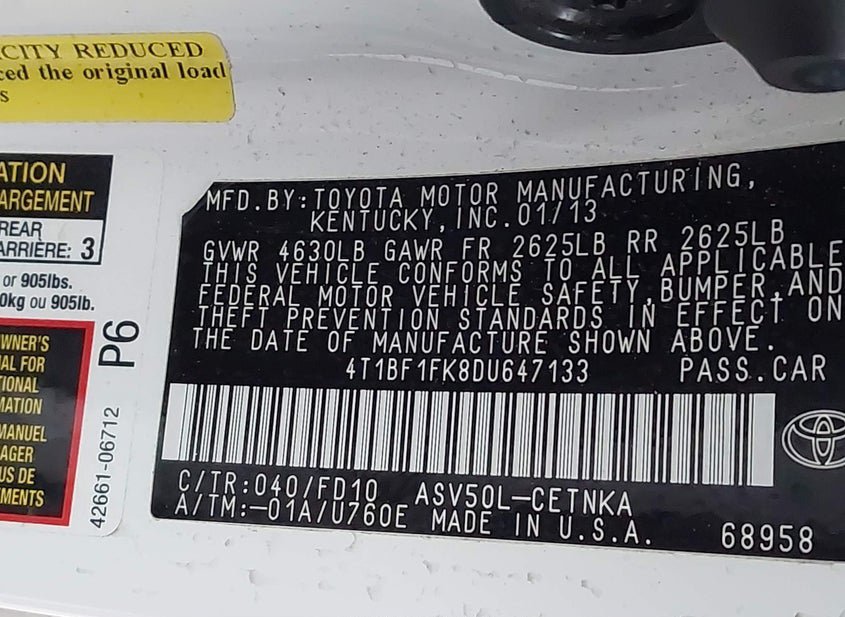 CITY REDUCED
ced the original load
s
ATION
ARGEMENT
REAR
ARRIÈRE: 3
or 905lbs.
0kg ou 905lb.
P6
42661-06712
WNER'S
AL FOR
TIONAL
MATION
MANUEL
AGER
US DE
EMENTS
MFD.BY:TOYOTA MOTOR MANUFACTURING,
KENTUCKY,INC.01/13
GVWR 4630LB GAWR FR 2625LB RR 2625LB
THIS VEHICLE CONFORMS TO ALL APPLICABLE
FEDERAL MOTOR VEHICLE SAFETY,BUMPER,AND
THEFT PREVENTION STANDARDS IN EFFECT ON
THE DATE OF MANUFACTURE SHOWN ABOVE.
4T1BF1FK8DU647133 PASS.CAR
C/TR:040/FD10 ASV50L-CETNKA
A/TM:-01A/U760E MADE IN U.S.A.
68958